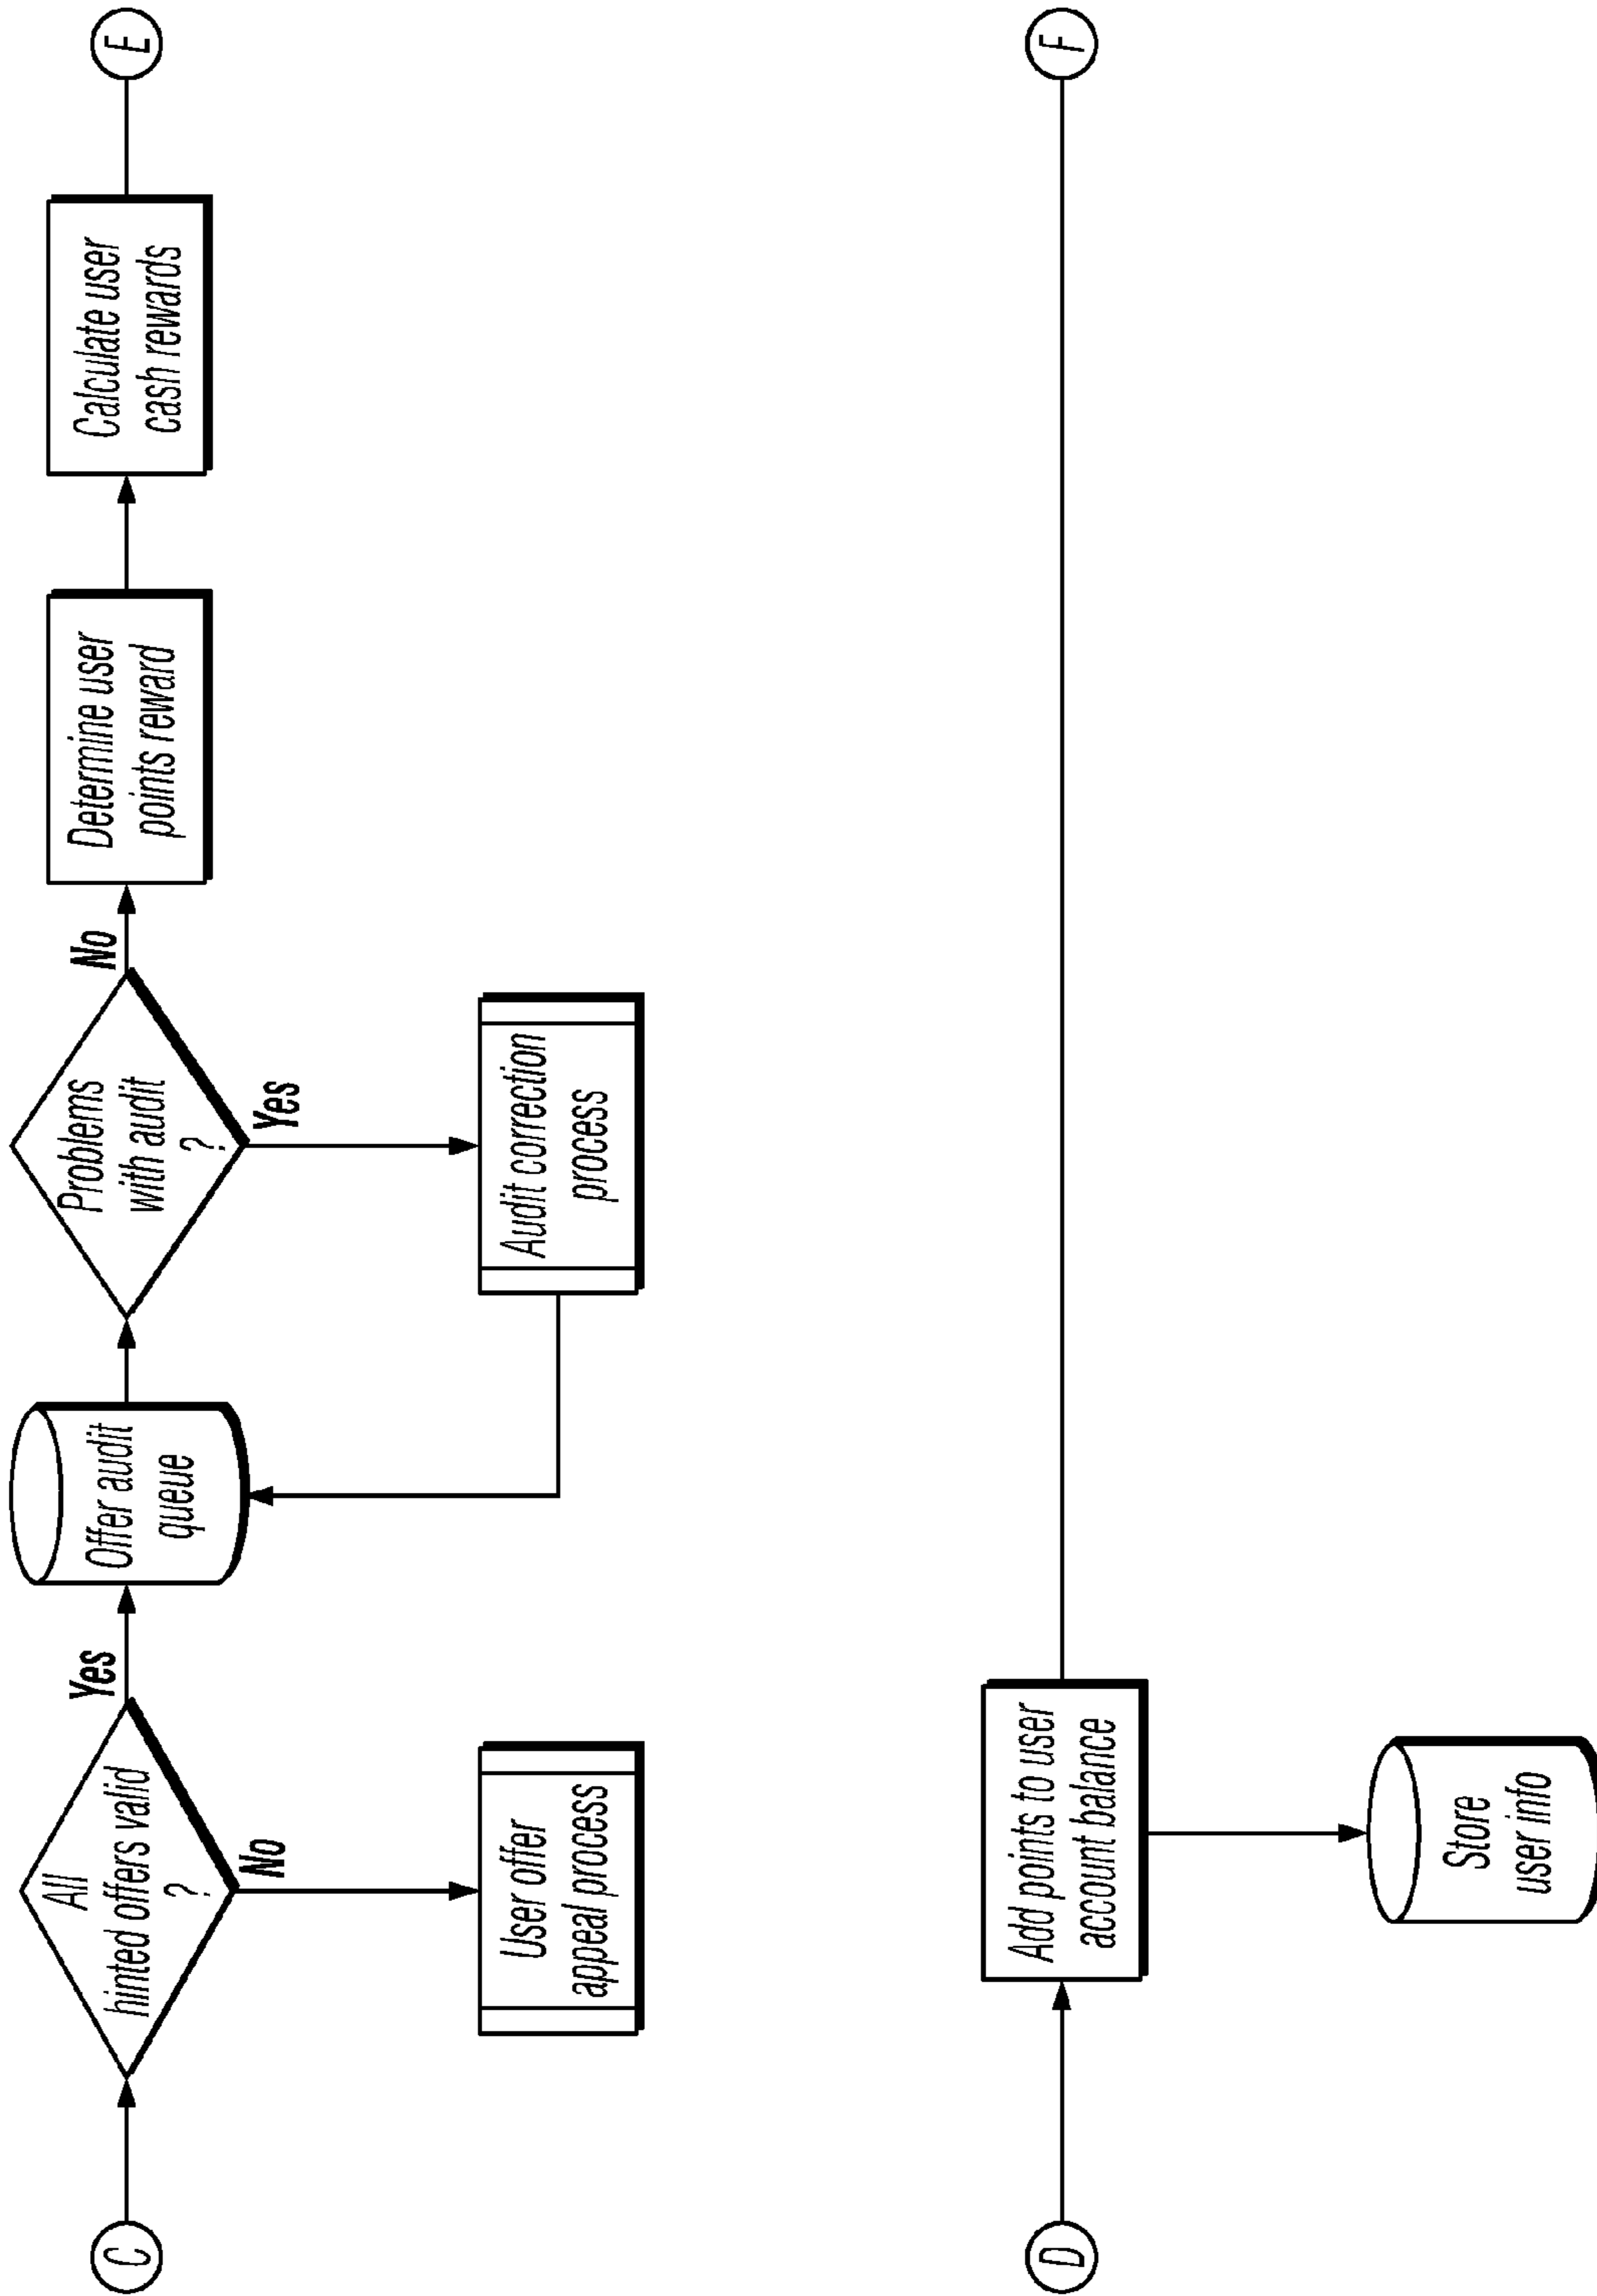 C
All
hinted offers valid
?
Yes
No
User offer
appeal process
Offer audit
queue
Problems
with audit
?
No
Yes
Audit correction
process
Determine user
points reward
Calculate user
cash rewards
E
D
Add points to user
account balance
Store
user info
F